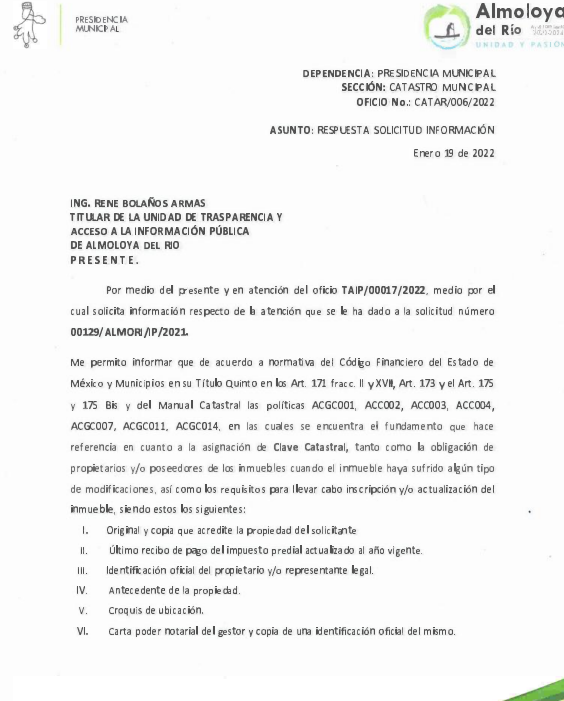 PRESIDENCIA
MUNICIPAL
Almoloya
del Río
UNIDAD Y PASIÓN
DEPENDENCIA: PRESIDENCIA MUNICIPAL
SECCIÓN: CATASTRO MUNICIPAL
OFICIO No.: CATAR/006/2022
ASUNTO: RESPUESTA SOLICITUD INFORMACIÓN
Enero 19 de 2022
ING. RENE BOLAÑOS ARMAS
TITULAR DE LA UNIDAD DE TRASPARENCIA Y
ACCESO A LA INFORMACIÓN PÚBLICA
DE ALMOLOYA DEL RIO
P R E S E N T E .
Por medio del presente y en atención del oficio TAIP/00017/2022, medio por el
cual solicita información respecto de la atención que se le ha dado a la solicitud número
00129/ALMORI/IP/2021.
Me permito informar que de acuerdo a normativa del Código Financiero del Estado de
México y Municipios en su Título Quinto en los Art. 171 fracc. II y XVII, Art. 173 y el Art. 175
y 175 Bis y del Manual Catastral las políticas ACGC001, ACC002, ACC003, ACC004,
ACGC007, ACGC011, ACGC014, en las cuales se encuentra el fundamento que hace
referencia en cuanto a la asignación de Clave Catastral, tanto como la obligación de
propietarios y/o poseedores de los inmuebles cuando el inmueble haya sufrido algún tipo
de modificaciones, así como los requisitos para llevar cabo inscripción y/o actualización del
inmueble, siendo estos los siguientes:
I. Original y copia que acredite la propiedad del solicitante
II. Último recibo de pago del impuesto predial actualizado al año vigente.
III. Identificación oficial del propietario y/o representante legal.
IV. Antecedente de la propiedad.
V. Croquis de ubicación.
VI. Carta poder notarial del gestor y copia de una identificación oficial del mismo.